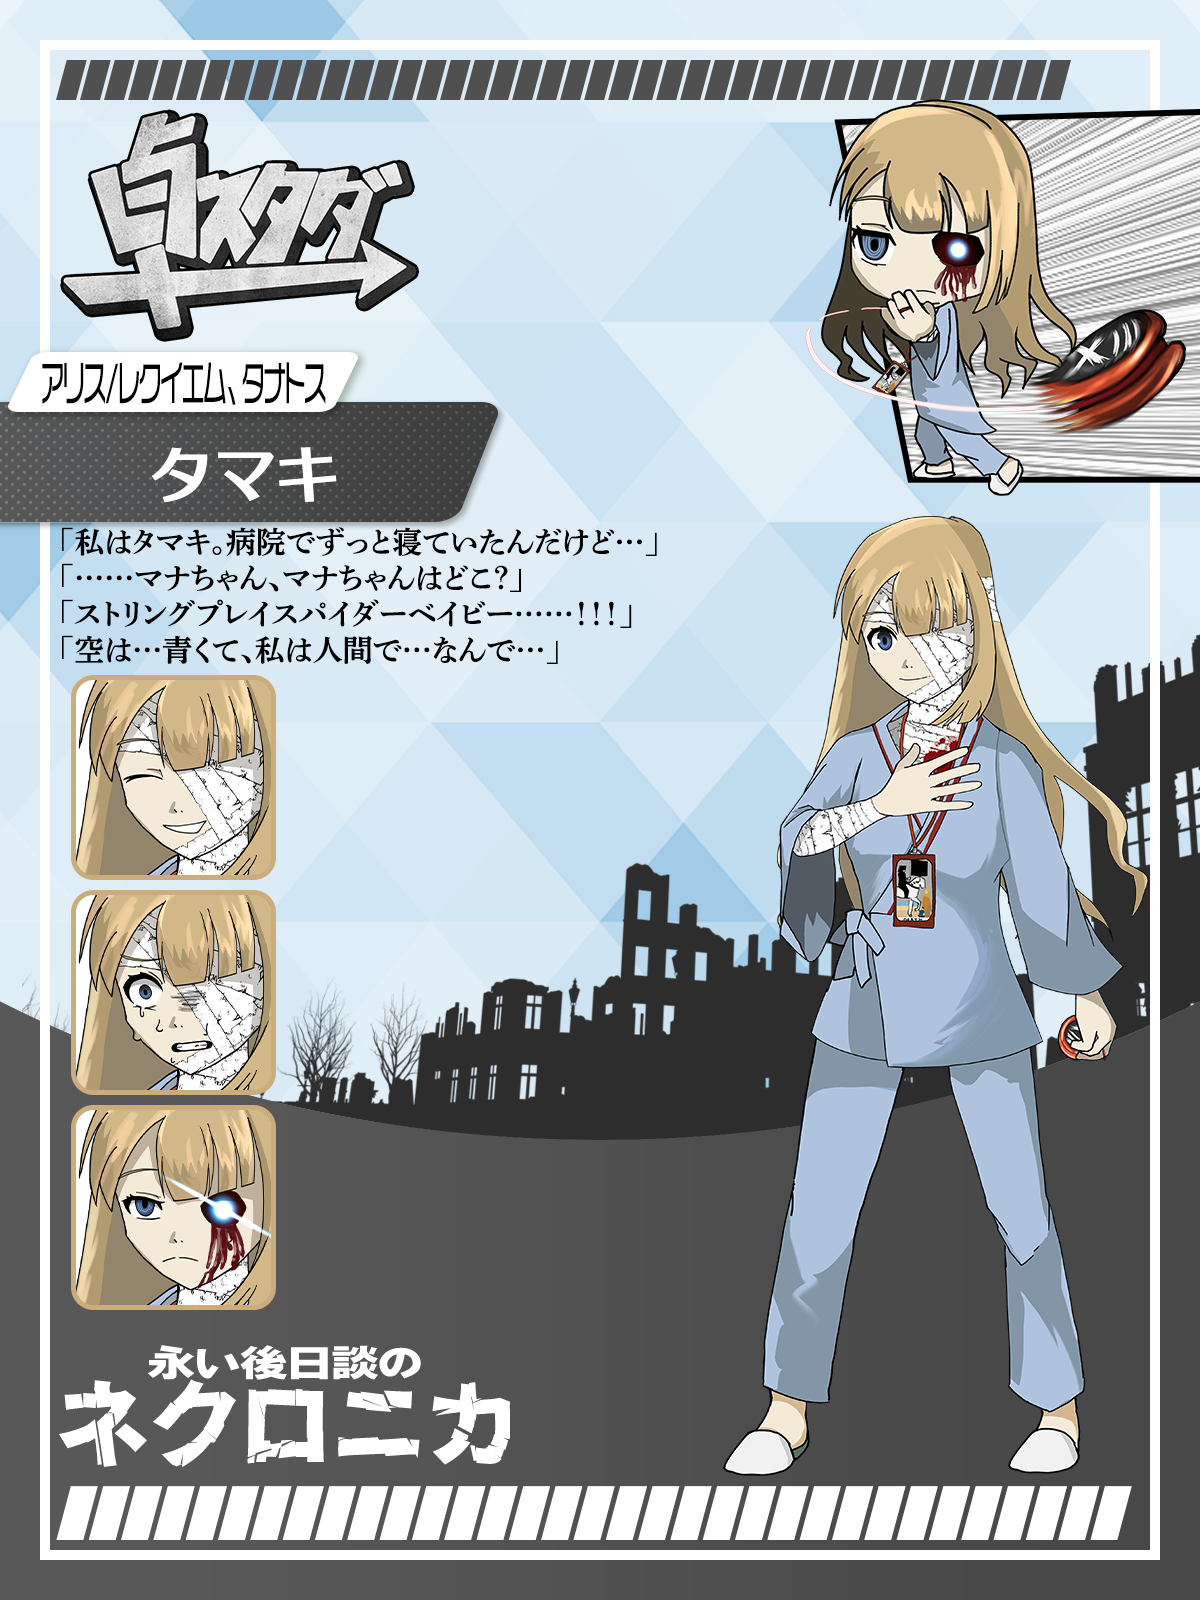 卓ラスタダ
アリス/レクイエム、タナトス
タマキ
「私はタマキ。病院でずっと寝ていたんだけど…」
「……マナちゃん、マナちゃんはどこ？」
「ストリングプレイスパイダーベイビー……！！！」
「空は…青くて、私は人間で…なんで…」
永い後日談の
ネクロニカ